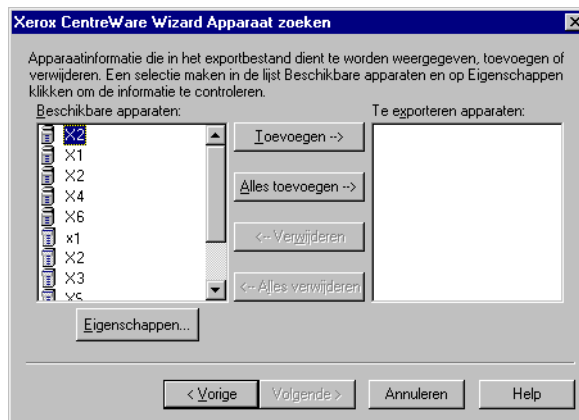 Xerox CentreWare Wizard Apparaat zoeken
Apparaatinformatie die in het exportbestand dient te worden weergegeven, toevoegen of
verwijderen. Een selectie maken in de lijst Beschikbare apparaten en op Eigenschappen
klikken om de informatie te controleren.
Beschikbare apparaten:
Te exporteren apparaten:
X2
X1
X2
X4
X6
x1
X2
X3
X5
Toevoegen -->
Alles toevoegen -->
<-- Verwijderen
<-- Alles verwijderen
Eigenschappen...
< Vorige
Volgende >
Annuleren
Help